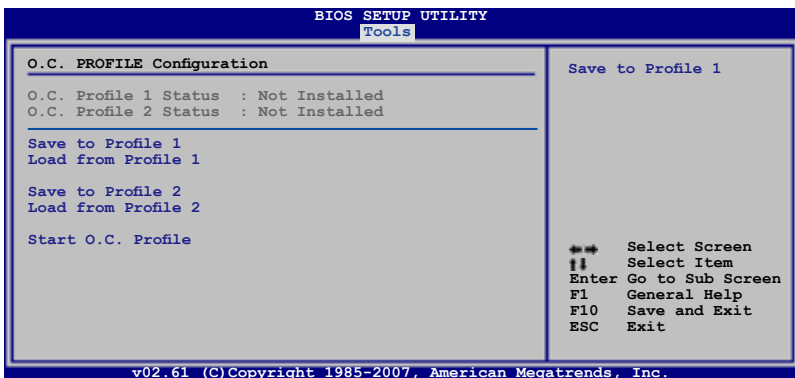 BIOS SETUP UTILITY
Tools
O.C. PROFILE Configuration
O.C. Profile 1 Status : Not Installed
O.C. Profile 2 Status : Not Installed
Save to Profile 1
Load from Profile 1
Save to Profile 2
Load from Profile 2
Start O.C. Profile
Save to Profile 1
←→ Select Screen
↑↓ Select Item
Enter Go to Sub Screen
F1 General Help
F10 Save and Exit
ESC Exit
v02.61 (C)Copyright 1985-2007, American Megatrends, Inc.